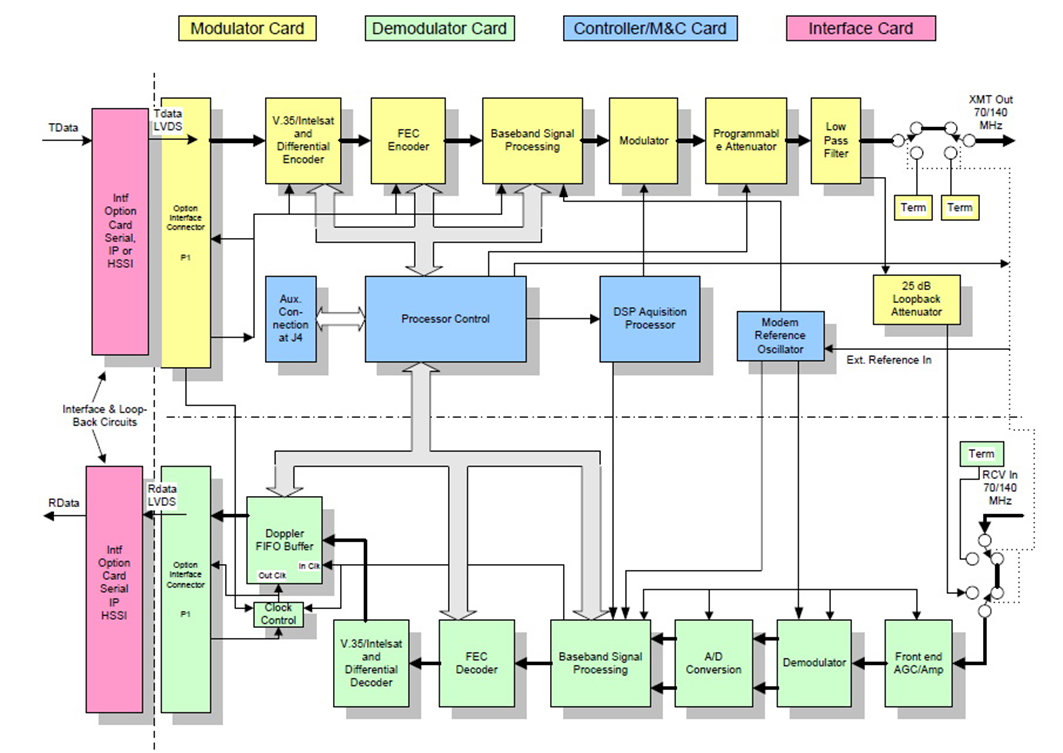 Modulator Card
Demodulator Card
Controller/M&C Card
Interface Card
TData
Tdata
LVDS
Intf
Option
Card
Serial,
IP or
HSSI
Option
Interface
Connector
P1
V.35/Intelsat
and
Differential
Encoder
FEC
Encoder
Baseband Signal
Processing
Modulator
Programmabl
e Attenuator
Low
Pass
Filter
XMT Out
70/140
MHz
Term
Term
Aux.
Con-
nection
at J4
Processor Control
DSP Aquisition
Processor
Modem
Reference
Oscillator
25 dB
Loopback
Attenuator
Ext. Reference In
Interface & Loop-
Back Circuits
RData
Rdata
LVDS
Intf
Option
Card
Serial
IP
HSSI
Option
Interface
Connector
P1
Doppler
FIFO Buffer
In Clk
Out Clk
Clock
Control
V.35/Intelsat
and
Differential
Decoder
FEC
Decoder
Baseband Signal
Processing
A/D
Conversion
Demodulator
Front end
AGC/Amp
Term
RCV In
70/140
MHz